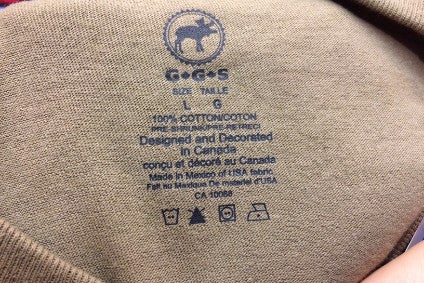 G♦G♦S
SIZE TAILLE
L G
100% COTTON/COTON
PRE-SHRUNK/PRE-RETRECI
Designed and Decorated
in Canada
conçu et décoré au Canada
Made in Mexico of USA fabric.
Fait au Mexique De materiel d'USA
CA 10088